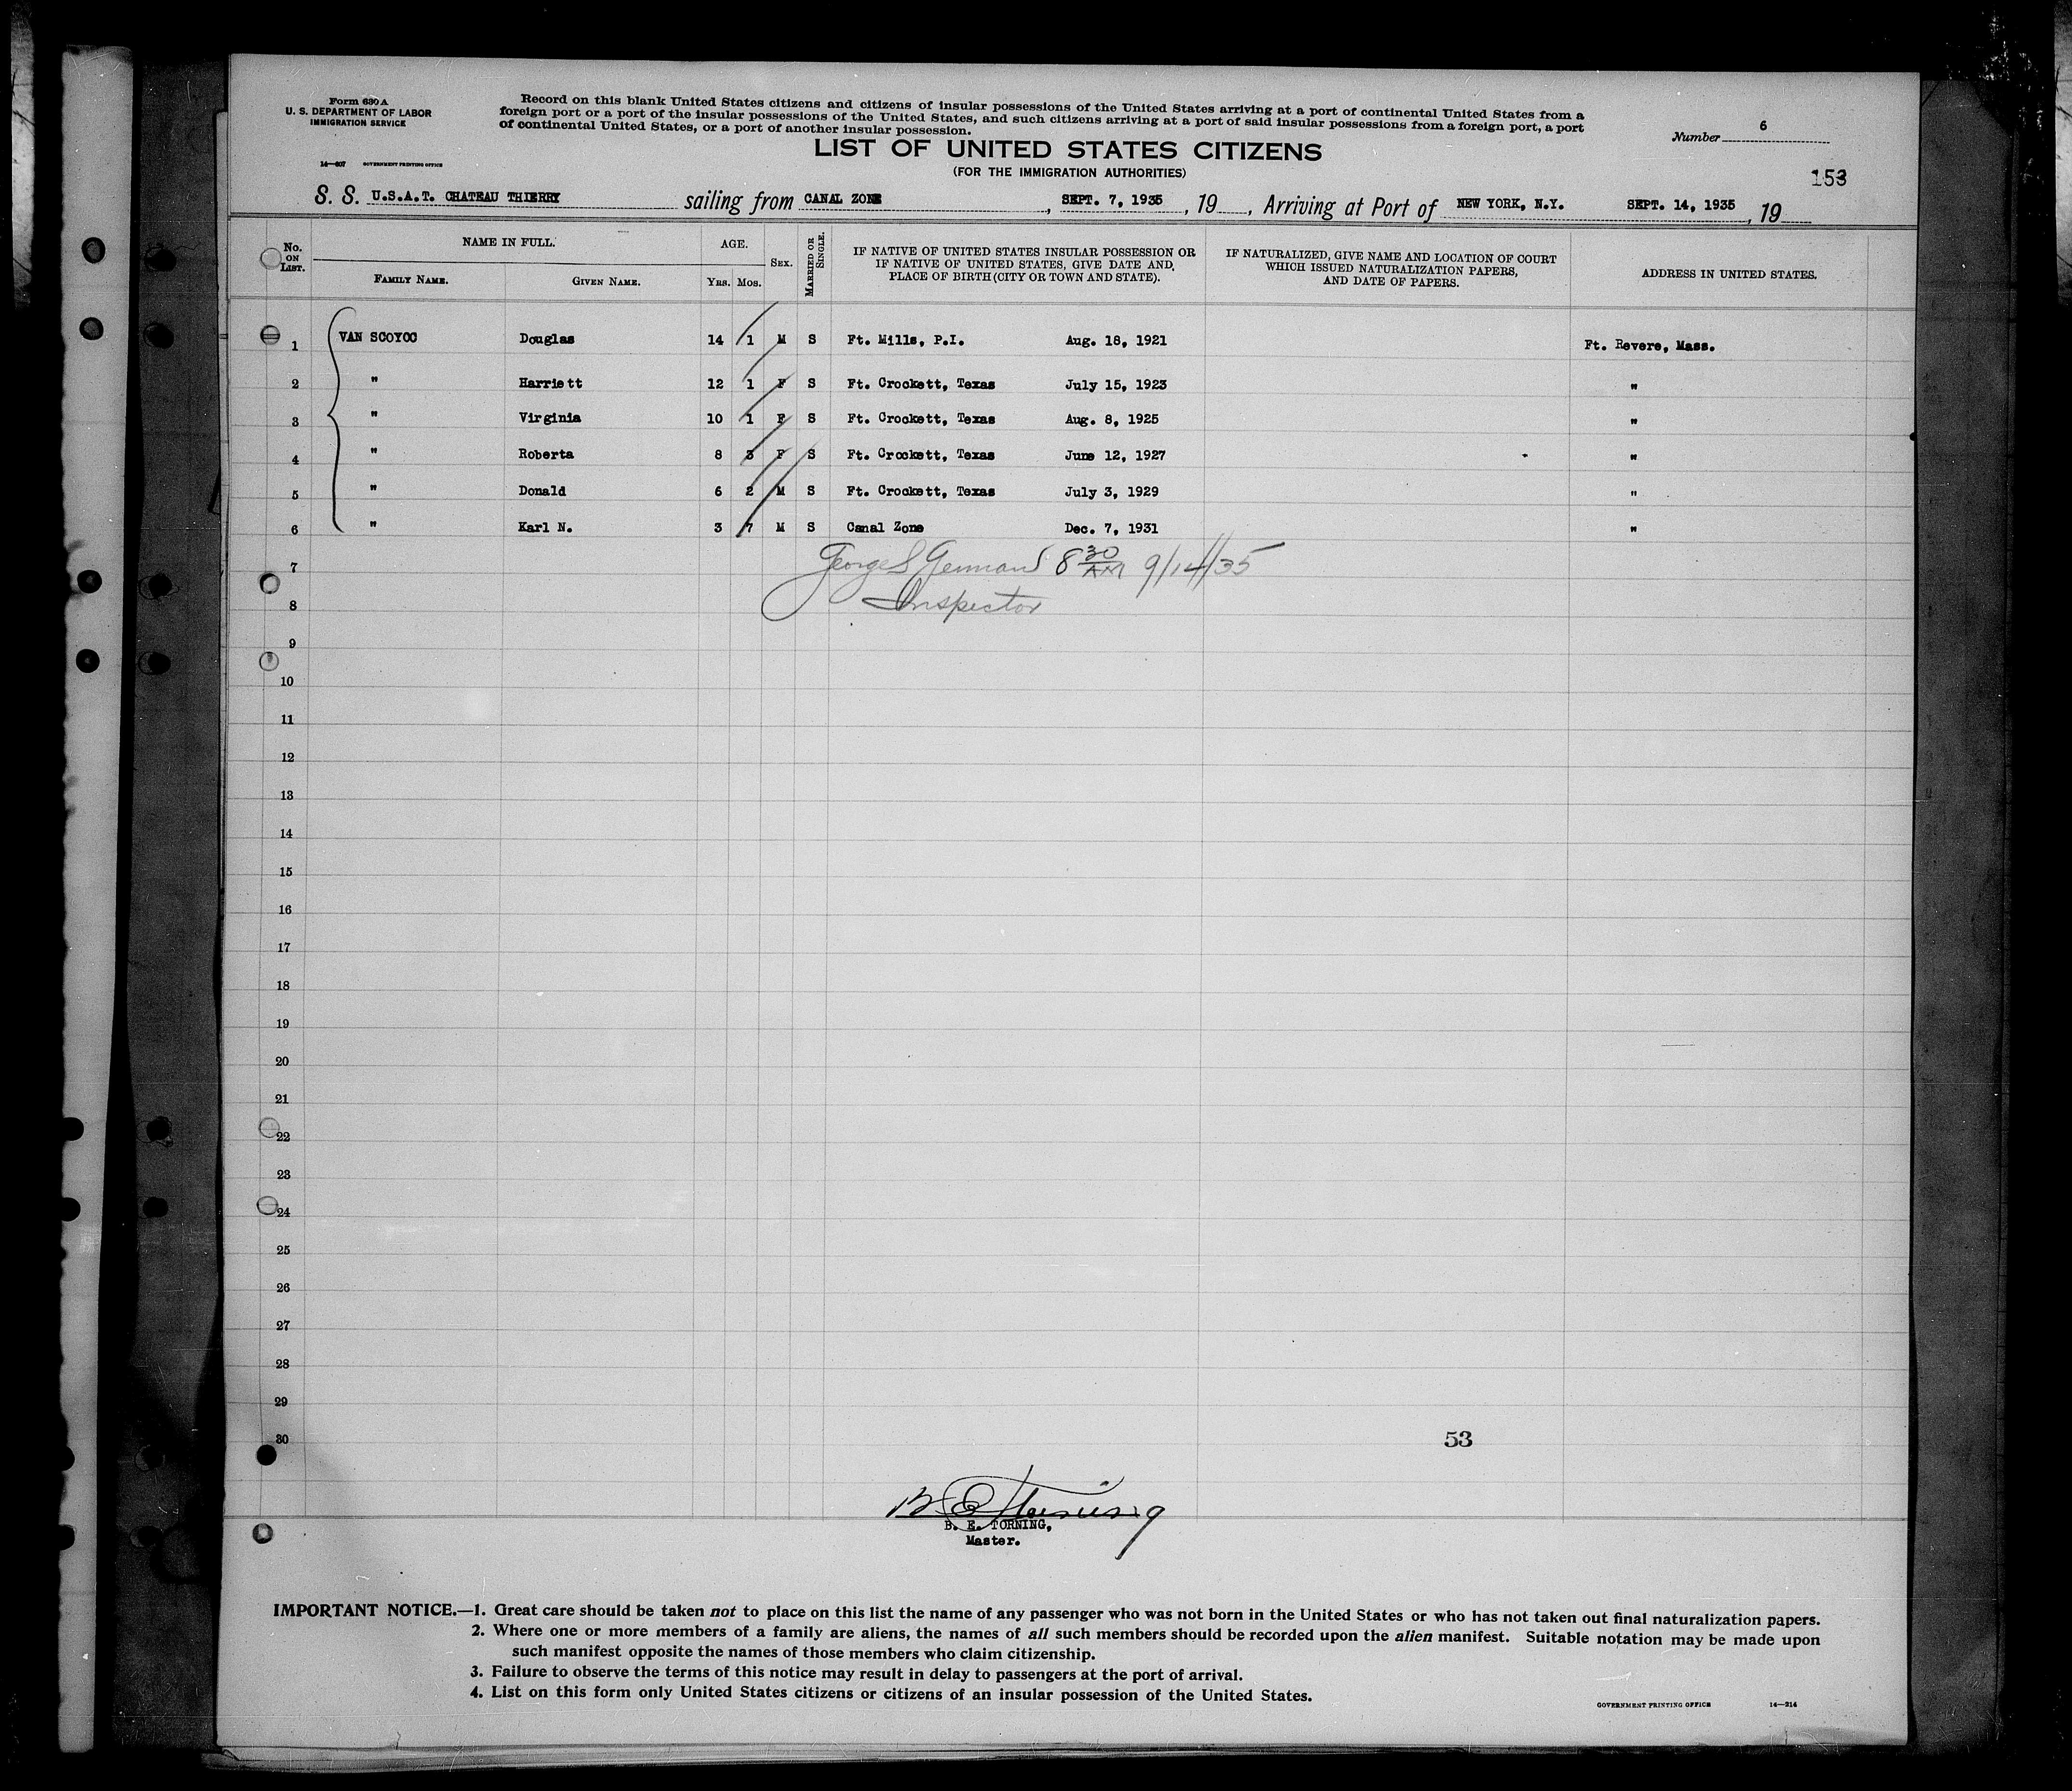 Form 630 A
U. S. DEPARTMENT OF LABOR
IMMIGRATION SERVICE
14—607 GOVERNMENT PRINTING OFFICE
Record on this blank United States citizens and citizens of insular possessions of the United States arriving at a port of continental United States from a
foreign port or a port of the insular possessions of the United States, and such citizens arriving at a port of said insular possessions from a foreign port, a port
of continental United States, or a port of another insular possession.
Number 6
LIST OF UNITED STATES CITIZENS
(FOR THE IMMIGRATION AUTHORITIES)
153
S. S. U.S.A.T. CHATEAU THIERRY sailing from CANAL ZONE, SEPT. 7, 1935, 19, Arriving at Port of NEW YORK, N.Y. SEPT. 14, 1935, 19
No. ON LIST. NAME IN FULL. FAMILY NAME. GIVEN NAME. AGE. YRS. MOS. SEX. MARRIED OR SINGLE. IF NATIVE OF UNITED STATES INSULAR POSSESSION OR IF NATIVE OF UNITED STATES, GIVE DATE AND PLACE OF BIRTH (CITY OR TOWN AND STATE). IF NATURALIZED, GIVE NAME AND LOCATION OF COURT WHICH ISSUED NATURALIZATION PAPERS, AND DATE OF PAPERS. ADDRESS IN UNITED STATES.
1 VAN SCOYOC Douglas 14 1 M S Ft. Mills, P.I. Aug. 18, 1921 Ft. Revere, Mass.
2 " Harriett 12 1 F S Ft. Crockett, Texas July 15, 1923 "
3 " Virginia 10 1 F S Ft. Crockett, Texas Aug. 8, 1925 "
4 " Roberta 8 3 F S Ft. Crockett, Texas June 12, 1927 "
5 " Donald 6 2 M S Ft. Crockett, Texas July 3, 1929 "
6 " Karl N. 3 7 M S Canal Zone Dec. 7, 1931 "
7 George S 8 30 AM 9/14/35
8 Inspector
9
10
11
12
13
14
15
16
17
18
19
20
21
22
23
24
25
26
27
28
29
30
53
B E Torning
B. E. TORNING,
Master.
IMPORTANT NOTICE.—1. Great care should be taken not to place on this list the name of any passenger who was not born in the United States or who has not taken out final naturalization papers.
2. Where one or more members of a family are aliens, the names of all such members should be recorded upon the alien manifest. Suitable notation may be made upon
such manifest opposite the names of those members who claim citizenship.
3. Failure to observe the terms of this notice may result in delay to passengers at the port of arrival.
4. List on this form only United States citizens or citizens of an insular possession of the United States.
GOVERNMENT PRINTING OFFICE 14—214